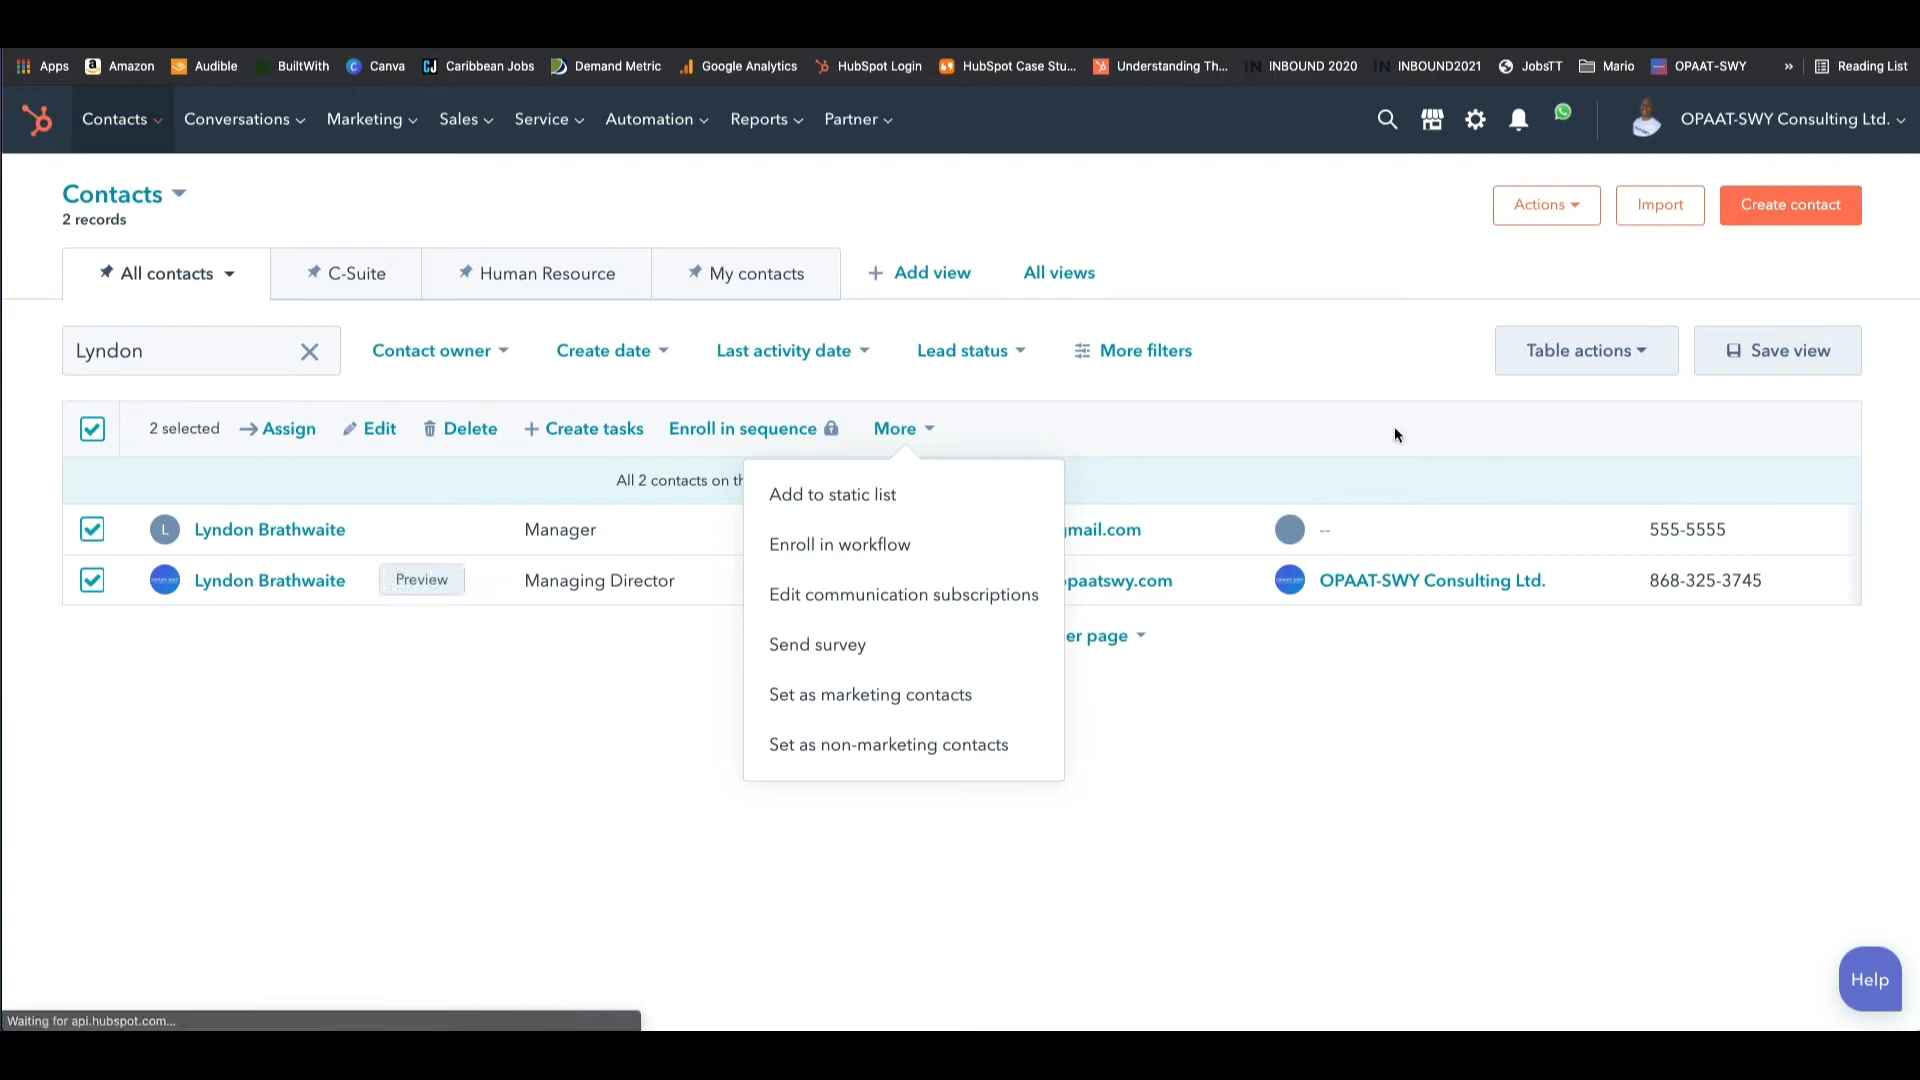 Apps Amazon Audible BuiltWith Canva Caribbean Jobs Demand Metric Google Analytics HubSpot Login HubSpot Case Stu... Understanding Th... INBOUND 2020 INBOUND2021 JobsTT Mario OPAAT-SWY » Reading List
Contacts Conversations Marketing Sales Service Automation Reports Partner OPAAT-SWY Consulting Ltd.
Contacts
2 records
Actions Import Create contact
All contacts C-Suite Human Resource My contacts + Add view All views
Lyndon Contact owner Create date Last activity date Lead status More filters Table actions Save view
2 selected Assign Edit Delete + Create tasks Enroll in sequence More
All 2 contacts on th
Add to static list
L Lyndon Brathwaite Manager gmail.com -- 555-5555
Enroll in workflow
Lyndon Brathwaite Preview Managing Director opaatswy.com OPAAT-SWY Consulting Ltd. 868-325-3745
Edit communication subscriptions
er page
Send survey
Set as marketing contacts
Set as non-marketing contacts
Help
Waiting for api.hubspot.com...